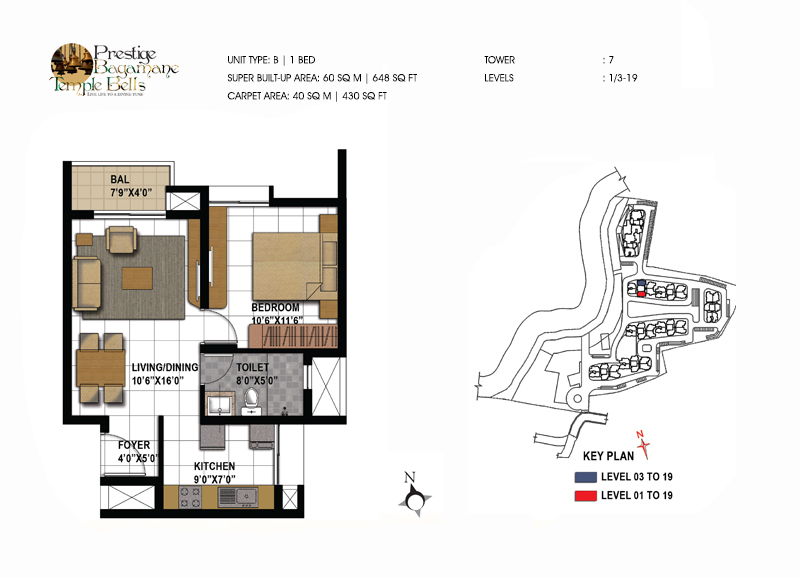 Prestige
Bagamane
Temple Bells
LIVE LIFE TO A DIVINE TUNE
UNIT TYPE: B | 1 BED
SUPER BUILT-UP AREA: 60 SQ M | 648 SQ FT
CARPET AREA: 40 SQ M | 430 SQ FT
TOWER : 7
LEVELS : 1/3-19
BAL
7'9"X4'0"
BEDROOM
10'6"X11'6"
LIVING/DINING
10'6"X16'0"
TOILET
8'0"X5'0"
FOYER
4'0"X5'0"
KITCHEN
9'0"X7'0"
N
N
KEY PLAN
LEVEL 03 TO 19
LEVEL 01 TO 19